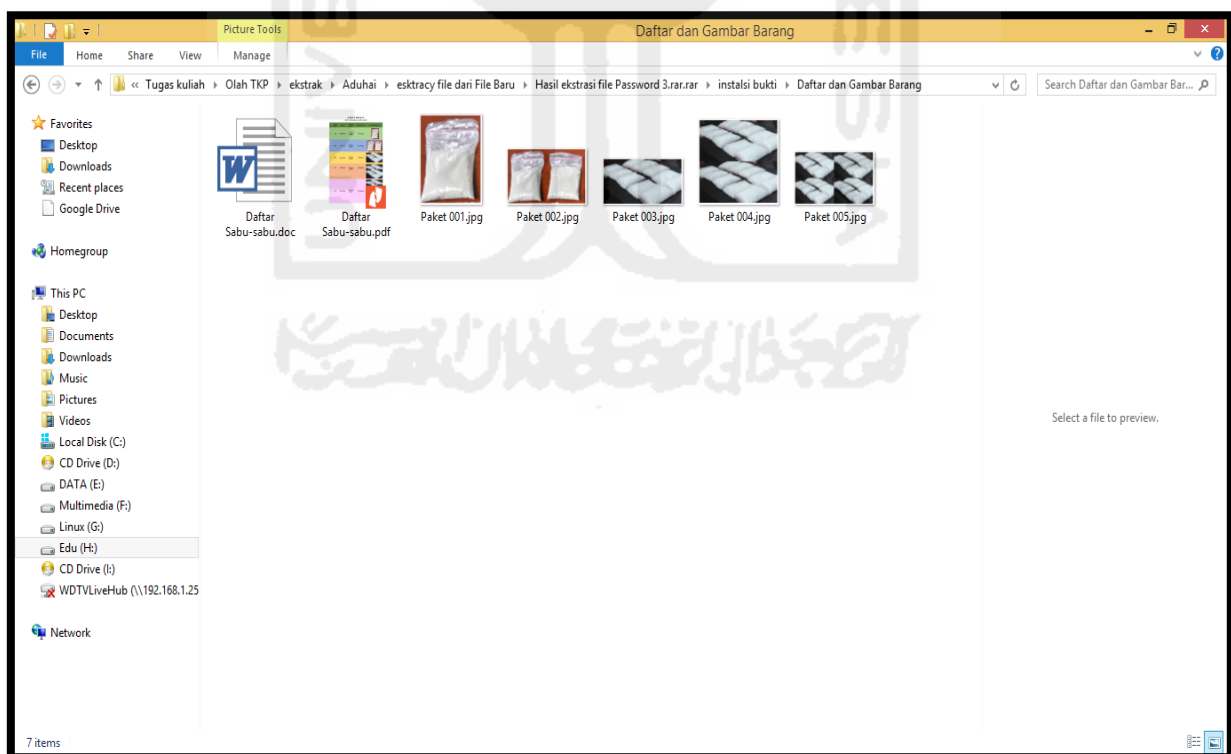 Picture Tools
Daftar dan Gambar Barang
File Home Share View Manage
« Tugas kuliah Olah TKP ekstrak Aduhai esktracy file dari File Baru Hasil ekstrasi file Password 3.rar.rar instalsi bukti Daftar dan Gambar Barang
Search Daftar dan Gambar Bar...
Favorites
Desktop
Downloads
Recent places
Google Drive
Homegroup
This PC
Desktop
Documents
Downloads
Music
Pictures
Videos
Local Disk (C:)
CD Drive (D:)
DATA (E:)
Multimedia (F:)
Linux (G:)
Edu (H:)
CD Drive (I:)
WDTVLiveHub (\\192.168.1.25
Network
Daftar
Sabu-sabu.doc
Daftar
Sabu-sabu.pdf
Paket 001.jpg
Paket 002.jpg
Paket 003.jpg
Paket 004.jpg
Paket 005.jpg
Select a file to preview.
7 items